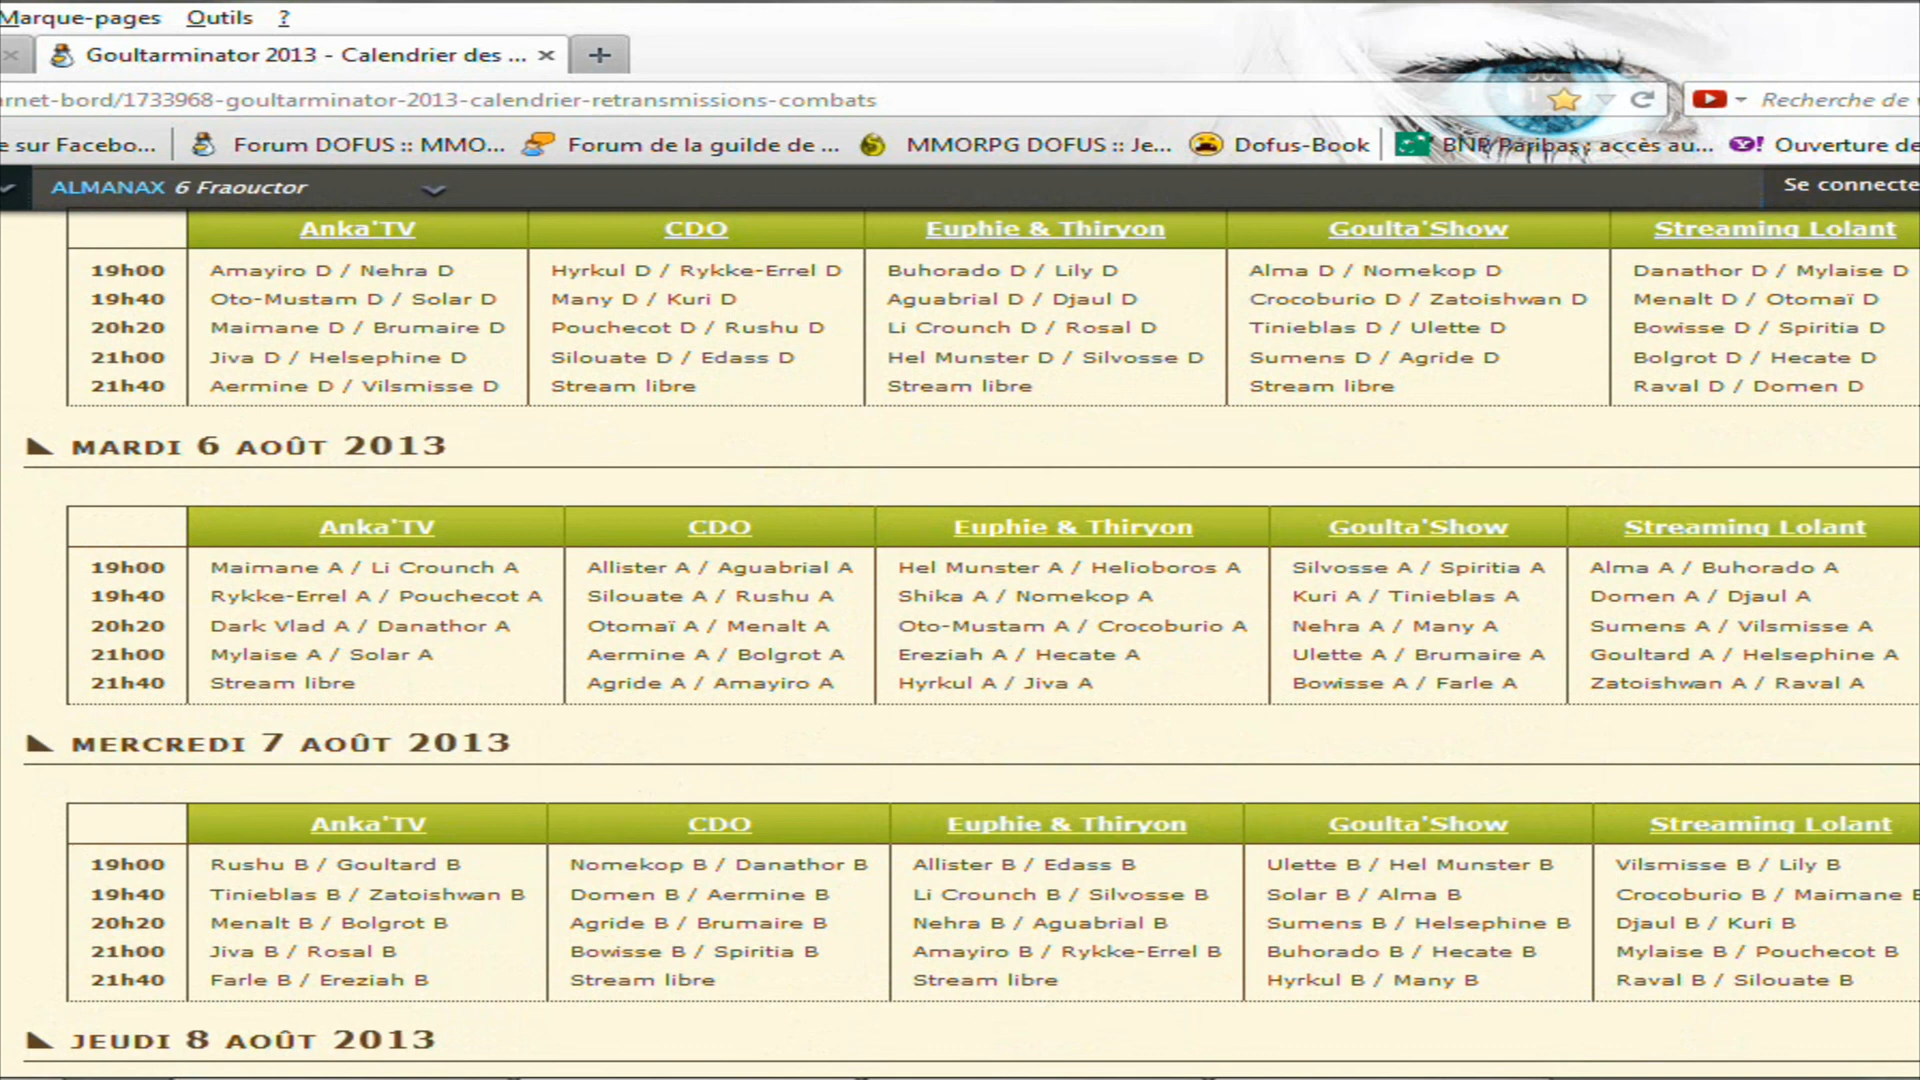 Marque-pages Outils ?
Goultarminator 2013 - Calendrier des ... × +
rnet-bord/1733968-goultarminator-2013-calendrier-retransmissions-combats
Recherche de
e sur Facebo... Forum DOFUS :: MMO... Forum de la guilde de ... MMORPG DOFUS :: Je... Dofus-Book BNP Paribas : accès au... Ouverture de
ALMANAX 6 Fraouctor Se connecte
Anka'TV CDO Euphie & Thiryon Goulta'Show Streaming Lolant
19h00 Amayiro D / Nehra D Hyrkul D / Rykke-Errel D Buhorado D / Lily D Alma D / Nomekop D Danathor D / Mylaise D
19h40 Oto-Mustam D / Solar D Many D / Kuri D Aguabrial D / Djaul D Crocoburio D / Zatoishwan D Menalt D / Otomaï D
20h20 Maimane D / Brumaire D Pouchecot D / Rushu D Li Crounch D / Rosal D Tinieblas D / Ulette D Bowisse D / Spiritia D
21h00 Jiva D / Helsephine D Silouate D / Edass D Hel Munster D / Silvosse D Sumens D / Agride D Bolgrot D / Hecate D
21h40 Aermine D / Vilsmisse D Stream libre Stream libre Stream libre Raval D / Domen D
MARDI 6 AOÛT 2013
Anka'TV CDO Euphie & Thiryon Goulta'Show Streaming Lolant
19h00 Maimane A / Li Crounch A Allister A / Aguabrial A Hel Munster A / Helioboros A Silvosse A / Spiritia A Alma A / Buhorado A
19h40 Rykke-Errel A / Pouchecot A Silouate A / Rushu A Shika A / Nomekop A Kuri A / Tinieblas A Domen A / Djaul A
20h20 Dark Vlad A / Danathor A Otomaï A / Menalt A Oto-Mustam A / Crocoburio A Nehra A / Many A Sumens A / Vilsmisse A
21h00 Mylaise A / Solar A Aermine A / Bolgrot A Ereziah A / Hecate A Ulette A / Brumaire A Goultard A / Helsephine A
21h40 Stream libre Agride A / Amayiro A Hyrkul A / Jiva A Bowisse A / Farle A Zatoishwan A / Raval A
MERCREDI 7 AOÛT 2013
Anka'TV CDO Euphie & Thiryon Goulta'Show Streaming Lolant
19h00 Rushu B / Goultard B Nomekop B / Danathor B Allister B / Edass B Ulette B / Hel Munster B Vilsmisse B / Lily B
19h40 Tinieblas B / Zatoishwan B Domen B / Aermine B Li Crounch B / Silvosse B Solar B / Alma B Crocoburio B / Maimane B
20h20 Menalt B / Bolgrot B Agride B / Brumaire B Nehra B / Aguabrial B Sumens B / Helsephine B Djaul B / Kuri B
21h00 Jiva B / Rosal B Bowisse B / Spiritia B Amayiro B / Rykke-Errel B Buhorado B / Hecate B Mylaise B / Pouchecot B
21h40 Farle B / Ereziah B Stream libre Stream libre Hyrkul B / Many B Raval B / Silouate B
JEUDI 8 AOÛT 2013